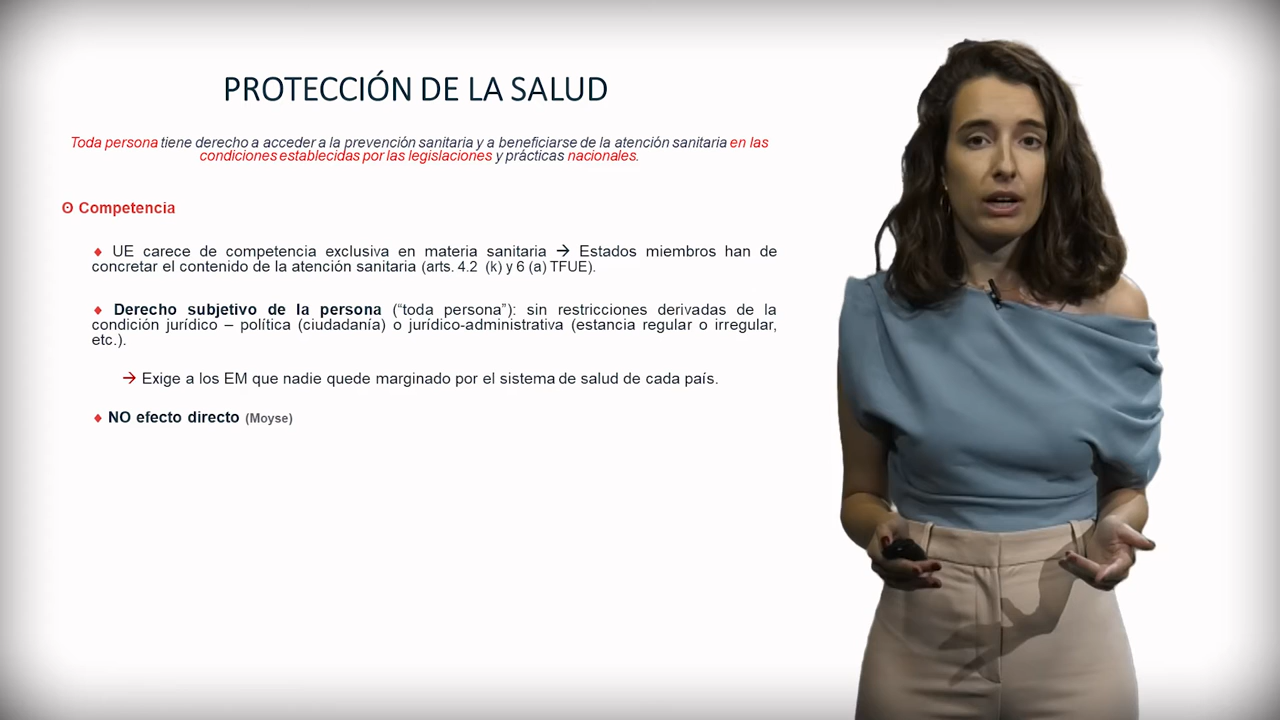 PROTECCIÓN DE LA SALUD
Toda persona tiene derecho a acceder a la prevención sanitaria y a beneficiarse de la atención sanitaria en las
condiciones establecidas por las legislaciones y prácticas nacionales.
ʘ Competencia
♦ UE carece de competencia exclusiva en materia sanitaria → Estados miembros han de
concretar el contenido de la atención sanitaria (arts. 4.2 (k) y 6 (a) TFUE).
♦ Derecho subjetivo de la persona (“toda persona”): sin restricciones derivadas de la
condición jurídico – política (ciudadanía) o jurídico-administrativa (estancia regular o irregular,
etc.).
→ Exige a los EM que nadie quede marginado por el sistema de salud de cada país.
♦ NO efecto directo (Moyse)